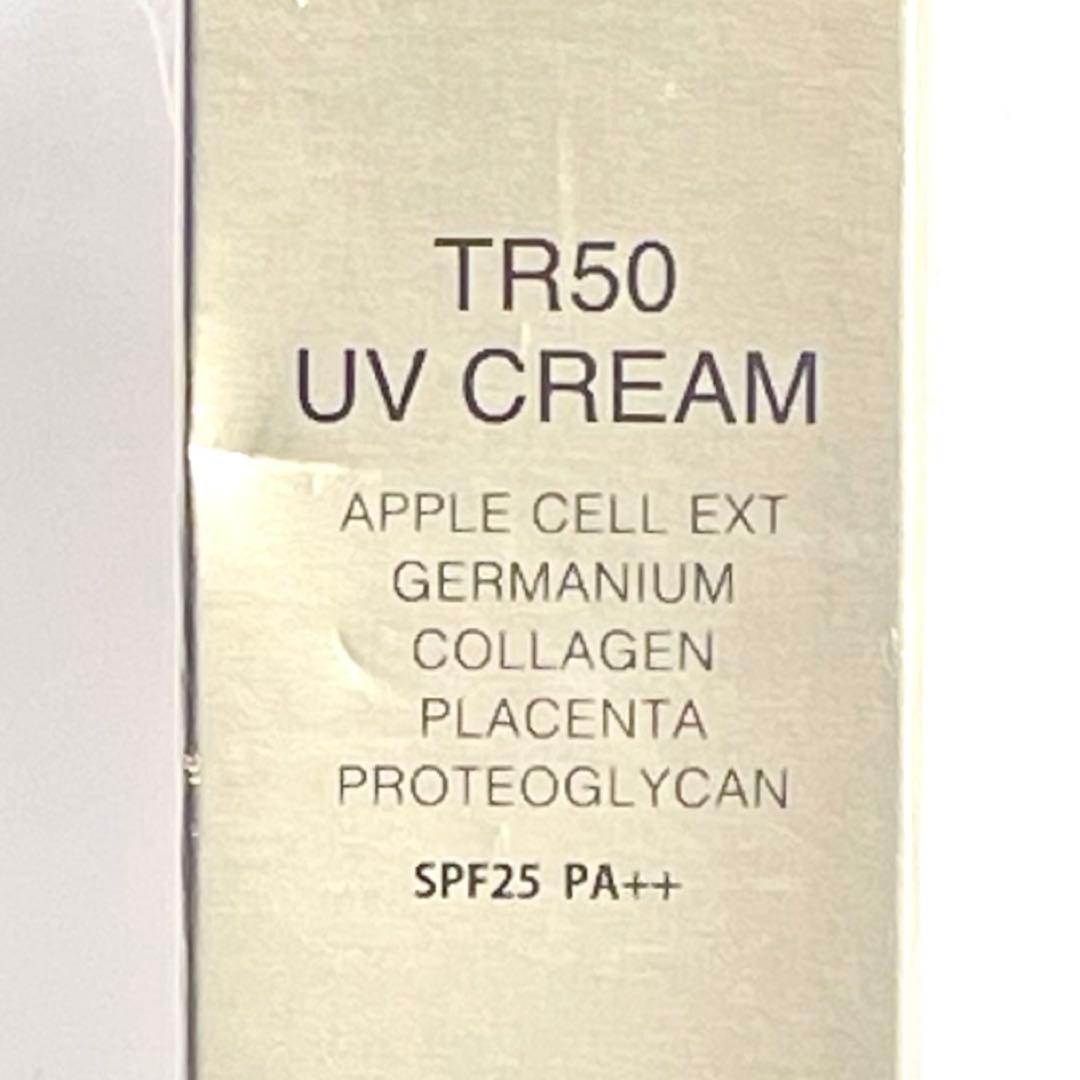 TR50
UV CREAM
APPLE CELL EXT
GERMANIUM
COLLAGEN
PLACENTA
PROTEOGLYCAN
SPF25 PA++